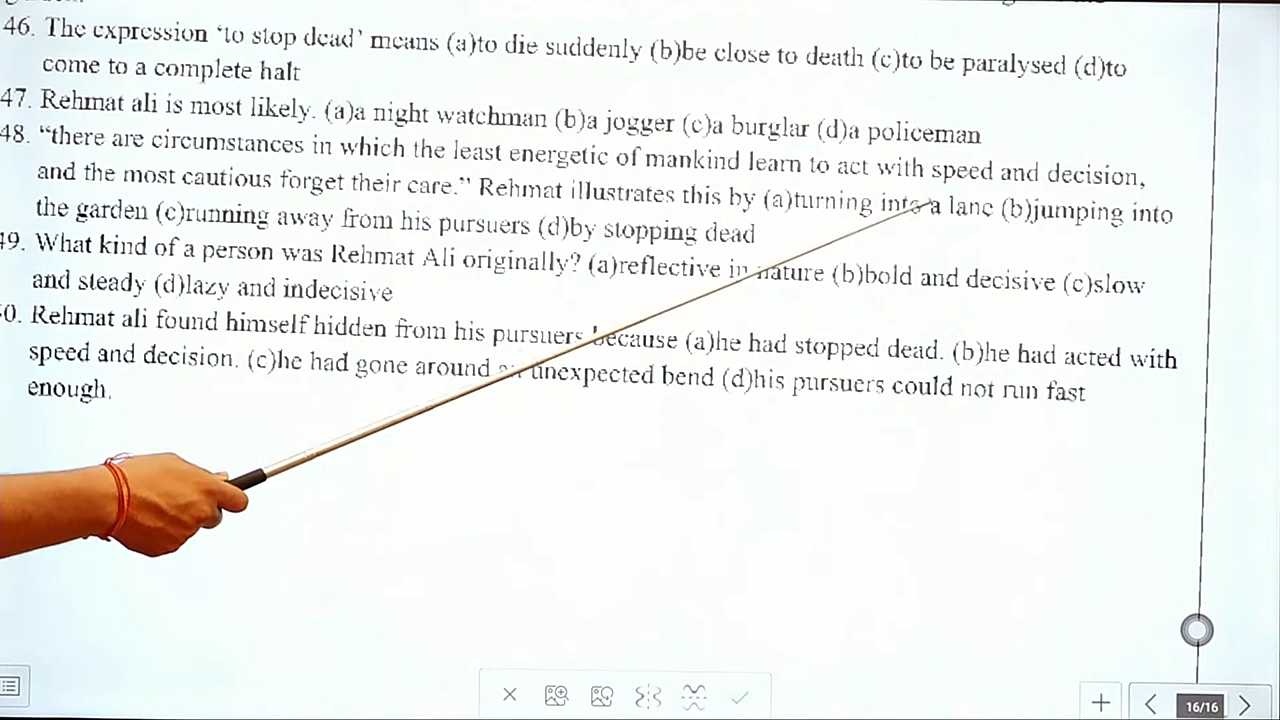 46. The expression ‘to stop dead’ means (a)to die suddenly (b)be close to death (c)to be paralysed (d)to
come to a complete halt
47. Rehmat ali is most likely. (a)a night watchman (b)a jogger (c)a burglar (d)a policeman
48. “there are circumstances in which the least energetic of mankind learn to act with speed and decision,
and the most cautious forget their care.” Rehmat illustrates this by (a)turning into a lane (b)jumping into
the garden (c)running away from his pursuers (d)by stopping dead
49. What kind of a person was Rehmat Ali originally? (a)reflective in nature (b)bold and decisive (c)slow
and steady (d)lazy and indecisive
0. Rehmat ali found himself hidden from his pursuers because (a)he had stopped dead. (b)he had acted with
speed and decision. (c)he had gone around an unexpected bend (d)his pursuers could not run fast
enough.
16/16